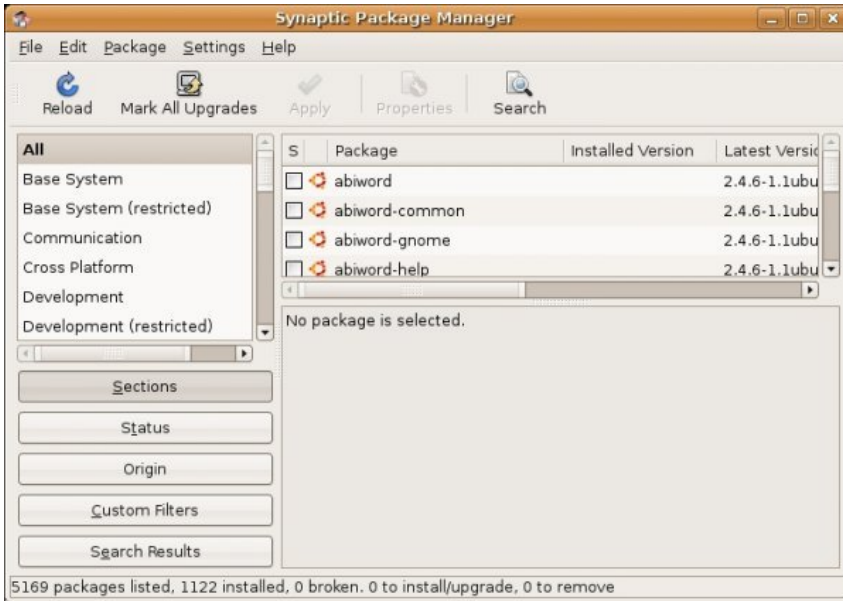 Synaptic Package Manager
File Edit Package Settings Help
Reload Mark All Upgrades Apply Properties Search
All
Base System
Base System (restricted)
Communication
Cross Platform
Development
Development (restricted)
S Package Installed Version Latest Versio
abiword 2.4.6-1.1ubu
abiword-common 2.4.6-1.1ubu
abiword-gnome 2.4.6-1.1ubu
abiword-help 2.4.6-1.1ubu
No package is selected.
Sections
Status
Origin
Custom Filters
Search Results
5169 packages listed, 1122 installed, 0 broken. 0 to install/upgrade, 0 to remove